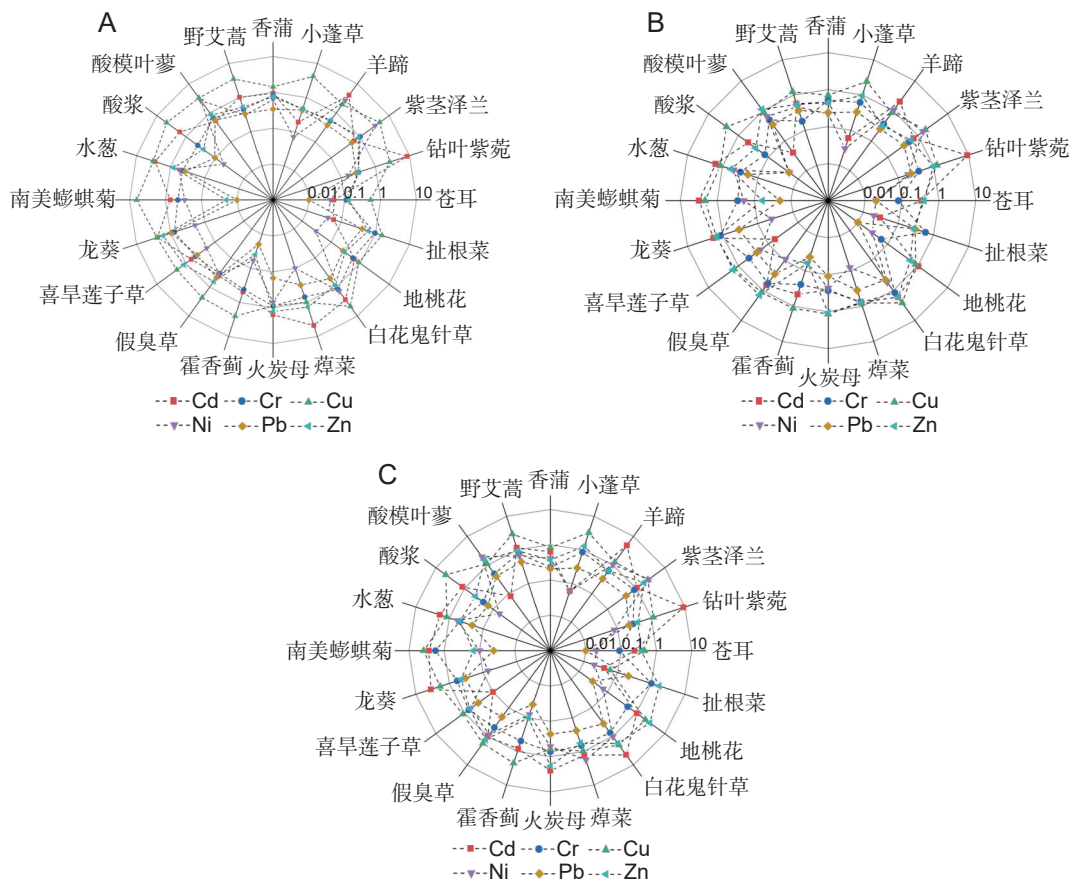 A
香蒲
小蓬草
羊蹄
紫茎泽兰
钻叶紫菀
苍耳
扯根菜
地桃花
白花鬼针草
蔊菜
火炭母
霍香蓟
假臭草
喜旱莲子草
龙葵
南美蟛蜞菊
水葱
酸浆
酸模叶蓼
野艾蒿
0.01 0.1 1 10
Cd Cr Cu
Ni Pb Zn
B
香蒲
小蓬草
羊蹄
紫茎泽兰
钻叶紫菀
苍耳
扯根菜
地桃花
白花鬼针草
蔊菜
火炭母
霍香蓟
假臭草
喜旱莲子草
龙葵
南美蟛蜞菊
水葱
酸浆
酸模叶蓼
野艾蒿
0.01 0.1 1 10
Cd Cr Cu
Ni Pb Zn
C
香蒲
小蓬草
羊蹄
紫茎泽兰
钻叶紫菀
苍耳
扯根菜
地桃花
白花鬼针草
蔊菜
火炭母
霍香蓟
假臭草
喜旱莲子草
龙葵
南美蟛蜞菊
水葱
酸浆
酸模叶蓼
野艾蒿
0.01 0.1 1 10
Cd Cr Cu
Ni Pb Zn